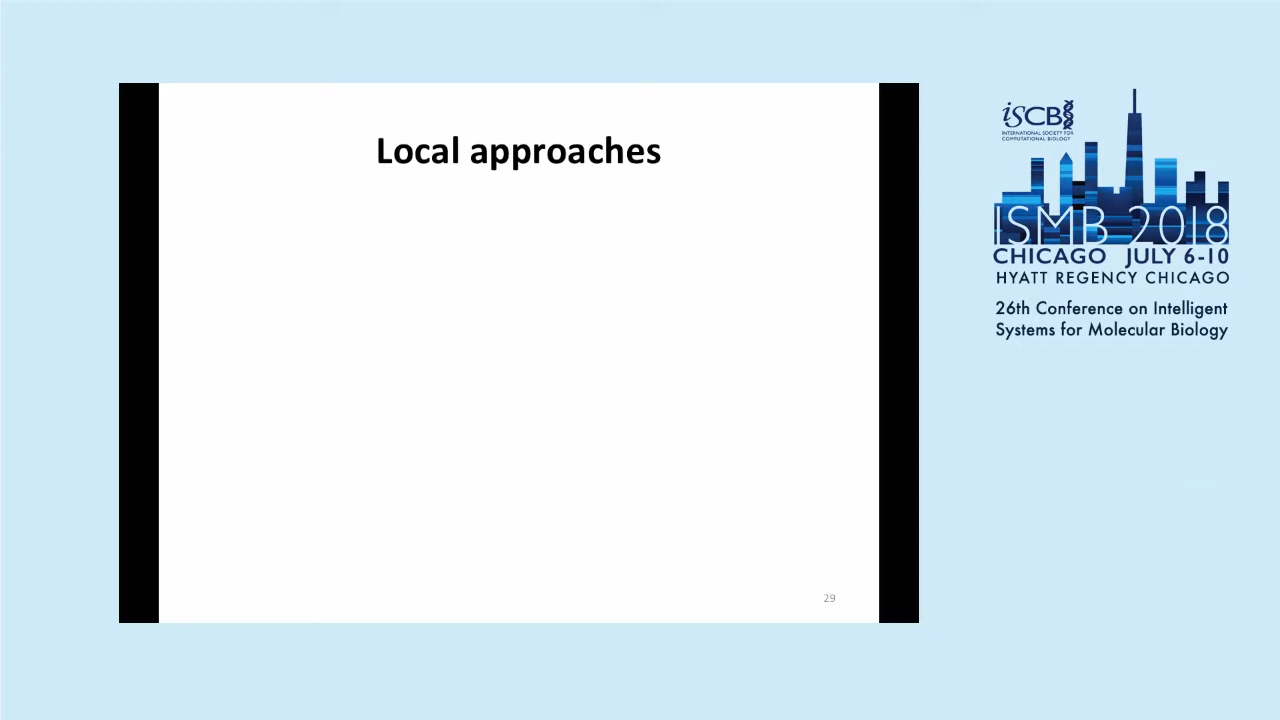 Local approaches
29
iSCB
INTERNATIONAL SOCIETY FOR
COMPUTATIONAL BIOLOGY
ISMB 2018
CHICAGO JULY 6-10
HYATT REGENCY CHICAGO
26th Conference on Intelligent
Systems for Molecular Biology